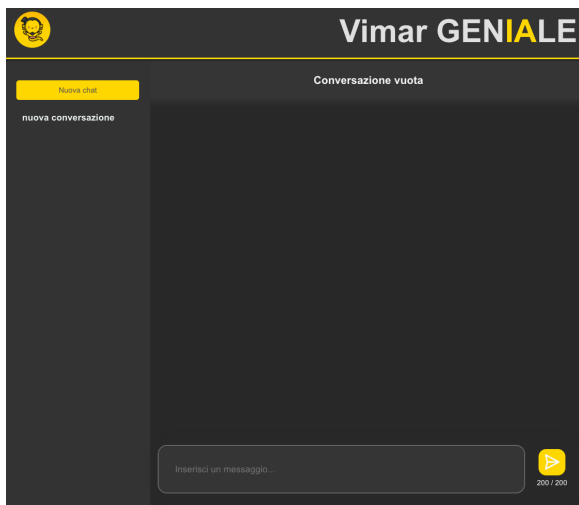 Vimar GENIALE
Nuova chat
nuova conversazione
Conversazione vuota
Inserisci un messaggio...
200 / 200